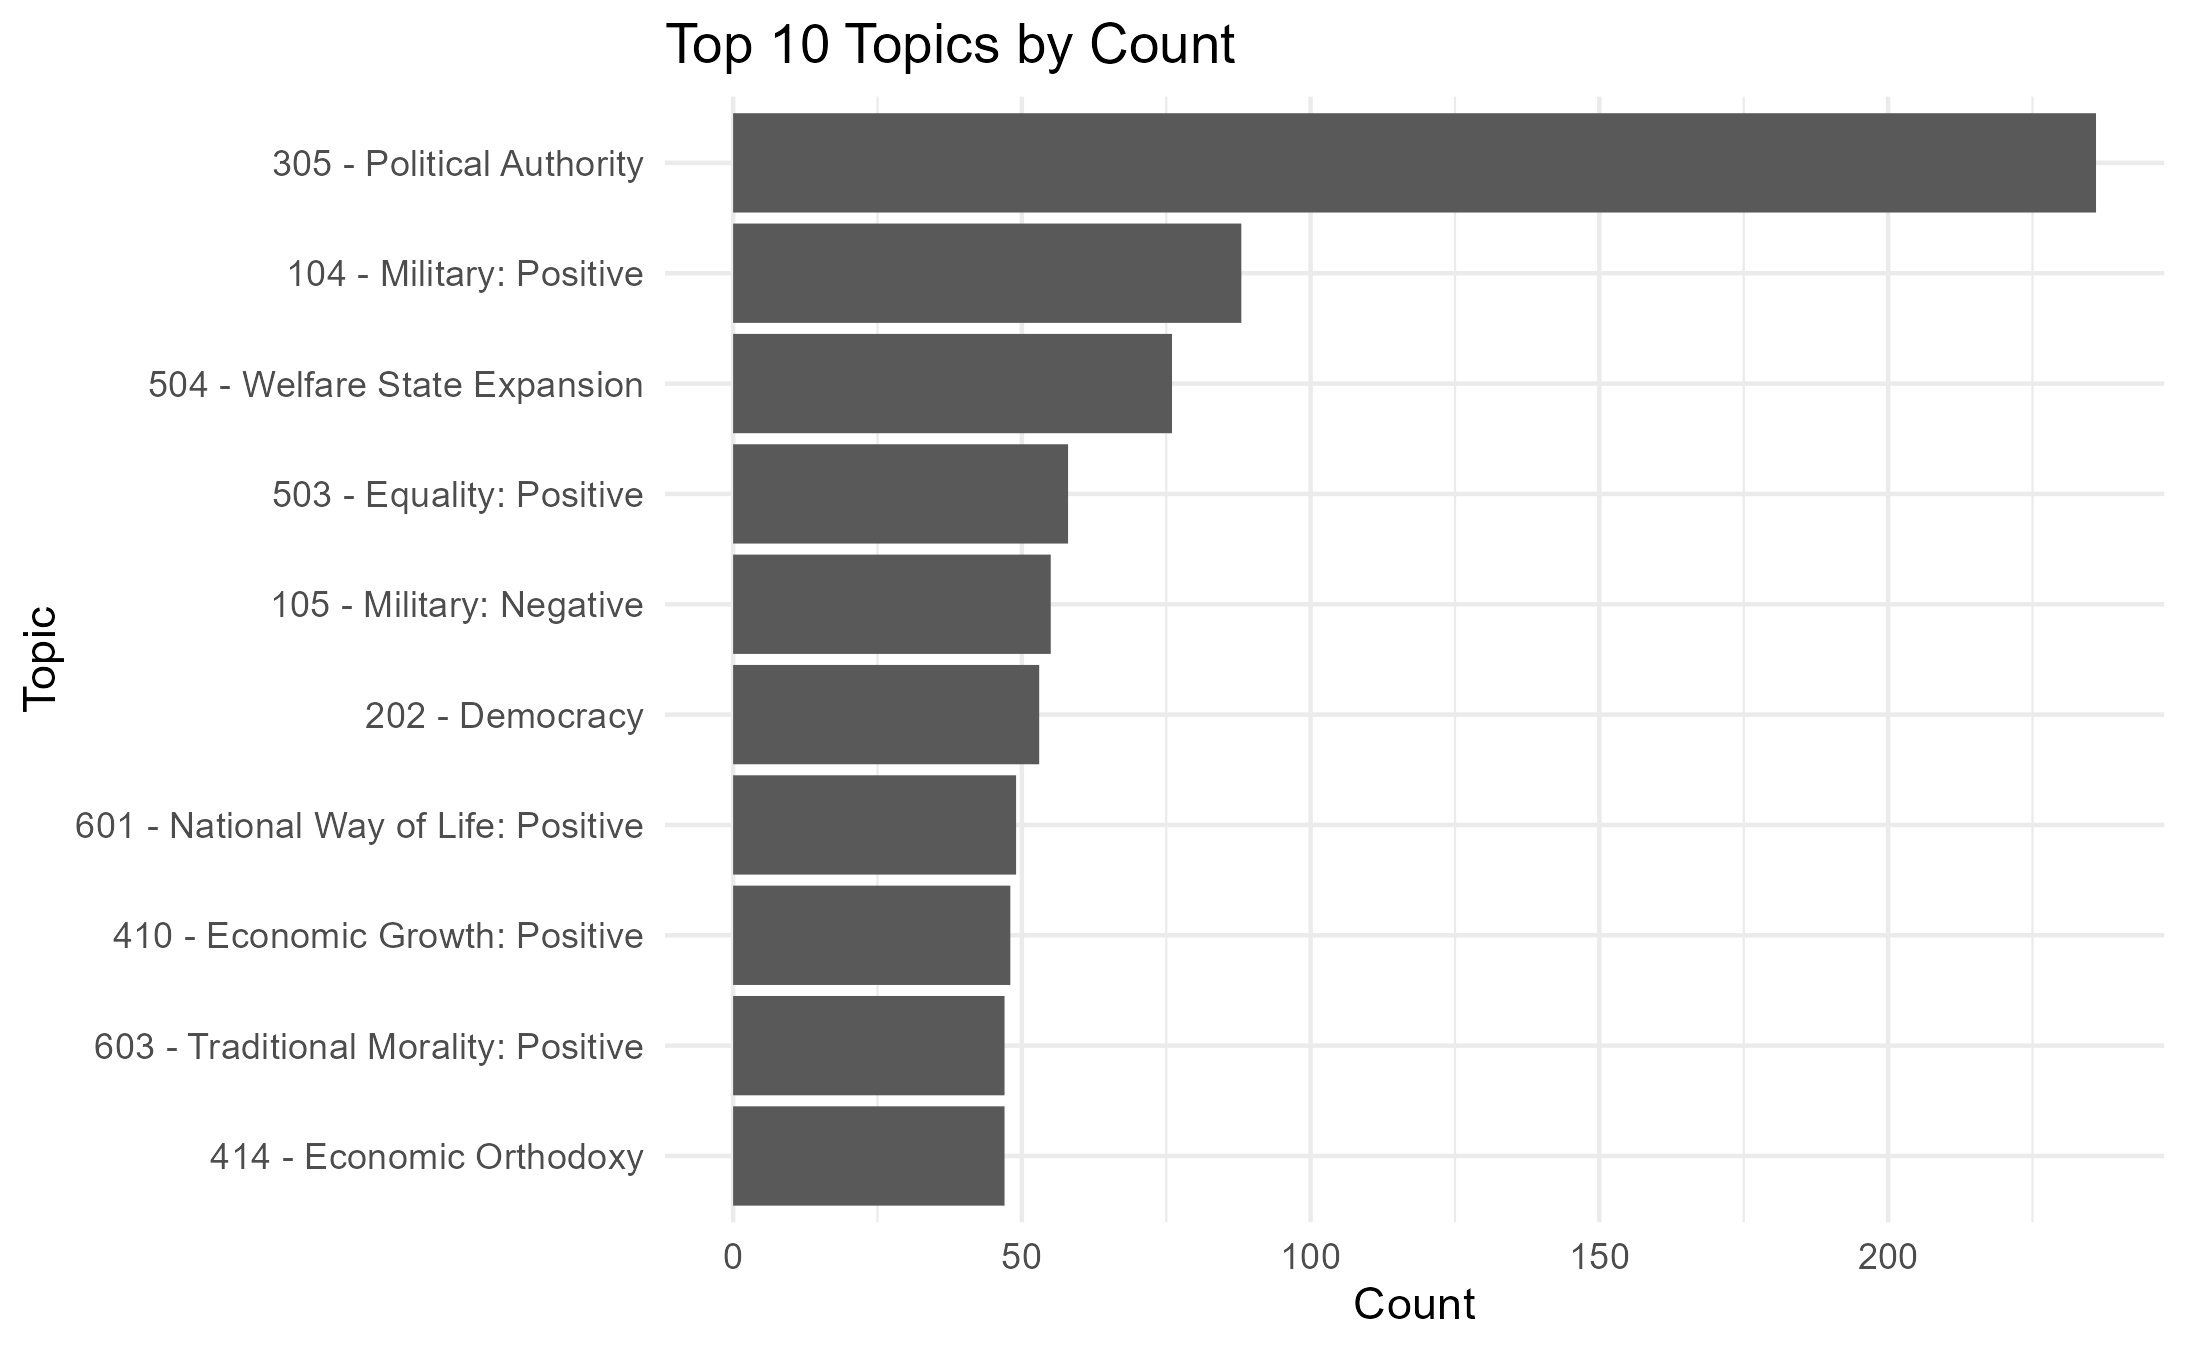 Top 10 Topics by Count
Topic
305 - Political Authority
104 - Military: Positive
504 - Welfare State Expansion
503 - Equality: Positive
105 - Military: Negative
202 - Democracy
601 - National Way of Life: Positive
410 - Economic Growth: Positive
603 - Traditional Morality: Positive
414 - Economic Orthodoxy
0 50 100 150 200
Count